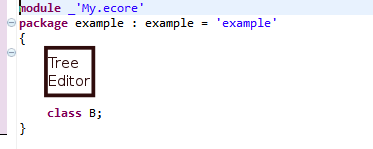 module _'My.ecore'
package example : example = 'example'
{
Tree
Editor
class B;
}